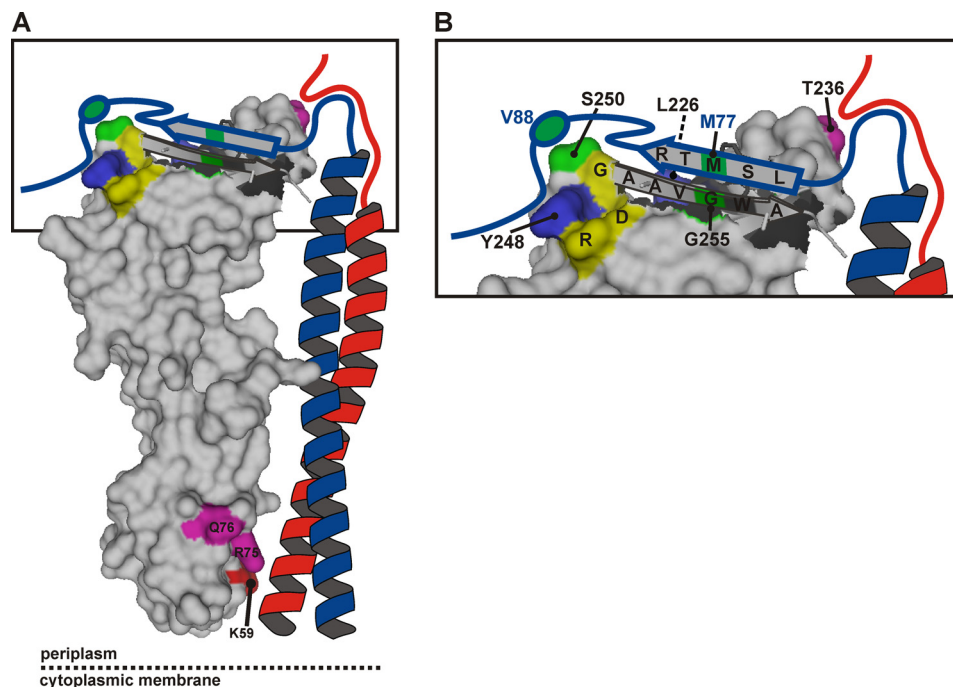 A
B
Q76
R75
K59
periplasm
cytoplasmic membrane
V88
S250
L226
M77
T236
R T M S L
G A A V G W A
D
R
Y248
G255